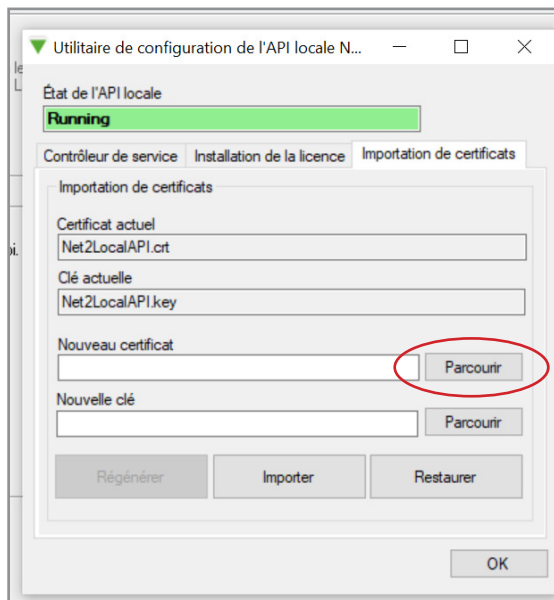 Utilitaire de configuration de l'API locale N...
le
L
État de l'API locale
Running
Contrôleur de service Installation de la licence Importation de certificats
Importation de certificats
Certificat actuel
Net2LocalAPI.crt
pi.
Clé actuelle
Net2LocalAPI.key
Nouveau certificat
Parcourir
Nouvelle clé
Parcourir
Régénérer Importer Restaurer
OK